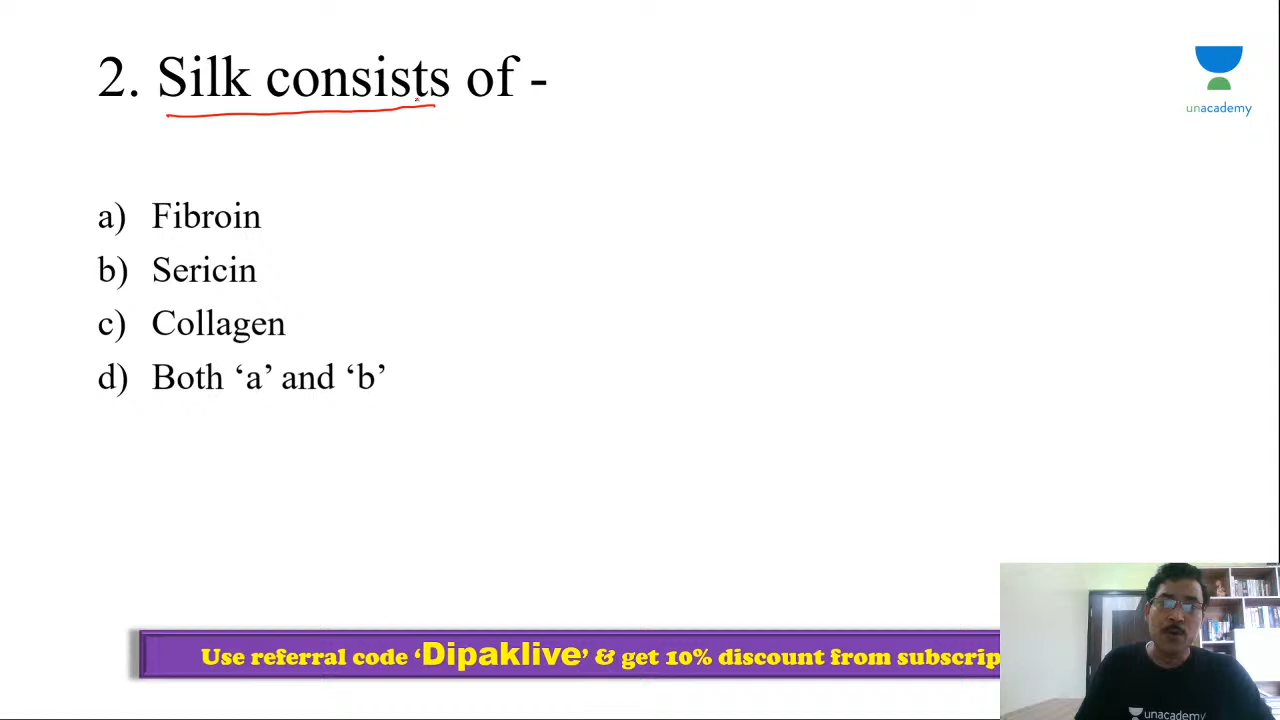 2. Silk consists of -
unacademy
a) Fibroin
b) Sericin
c) Collagen
d) Both ‘a’ and ‘b’
Use referral code ‘Dipaklive’ & get 10% discount from subscrip
unacademy